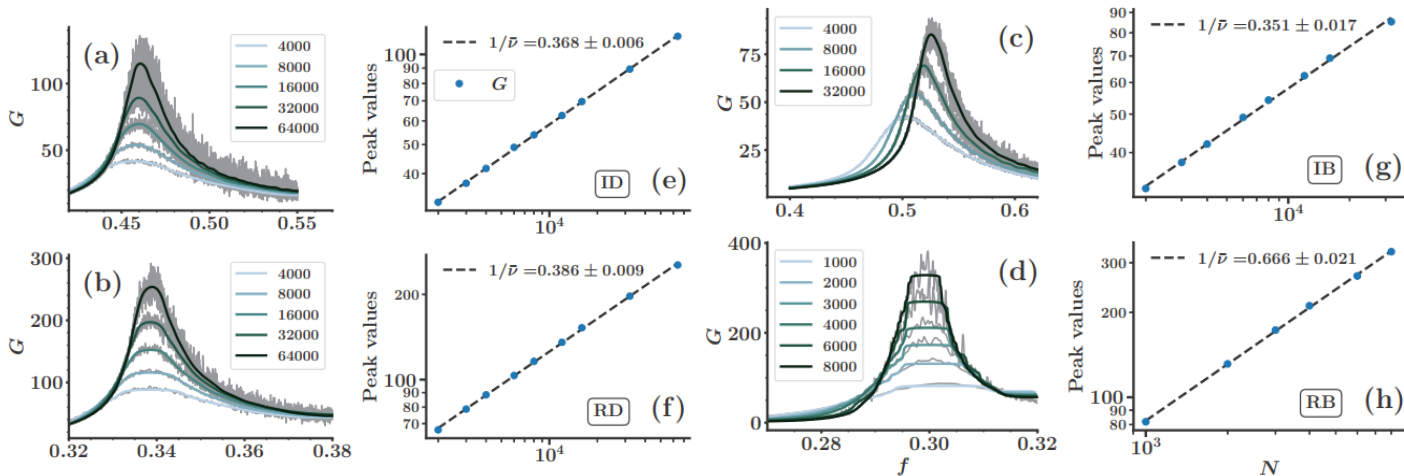 (a)
G
100
50
0.45
0.50
0.55
4000
8000
16000
32000
64000
Peak values
100
90
80
70
60
50
40
10⁴
1/ν̄ =0.368 ± 0.006
G
ID
(e)
(c)
G
75
50
25
0.4
0.5
0.6
4000
8000
16000
32000
Peak values
90
80
70
60
50
40
10⁴
1/ν̄ =0.351 ± 0.017
IB
(g)
(b)
G
300
200
100
0.32
0.34
0.36
0.38
4000
8000
16000
32000
64000
Peak values
200
100
90
80
70
10⁴
1/ν̄ =0.386 ± 0.009
RD
(f)
(d)
G
400
200
0
0.28
0.30
0.32
f
1000
2000
3000
4000
6000
8000
Peak values
300
200
100
90
80
10³
N
1/ν̄ =0.666 ± 0.021
RB
(h)